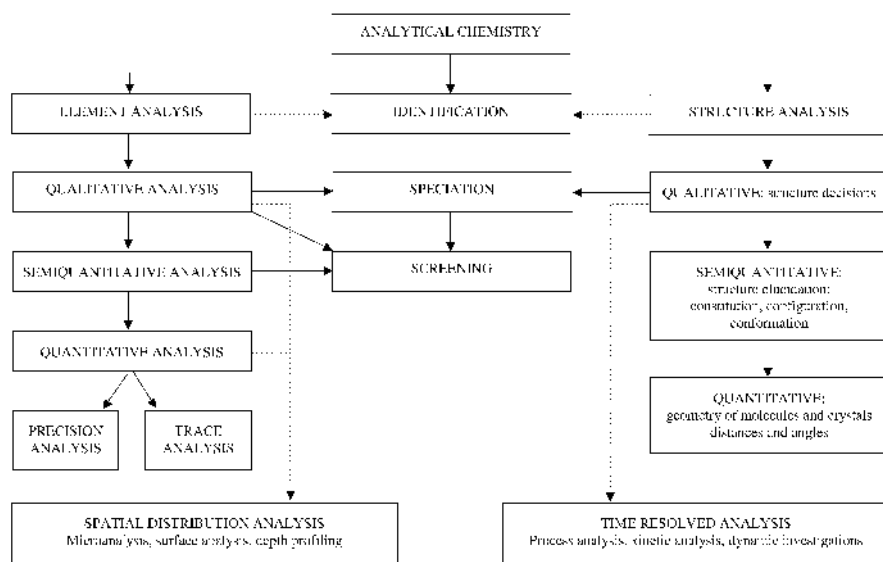 ANALYTICAL CHEMISTRY
ELEMENT ANALYSIS
IDENTIFICATION
STRUCTURE ANALYSIS
QUALITATIVE ANALYSIS
SPECIATION
QUALITATIVE: structure decisions
SEMIQUANTITATIVE ANALYSIS
SCREENING
SEMIQUANTITATIVE:
structure elucidation:
constitution, configuration,
conformation
QUANTITATIVE ANALYSIS
QUANTITATIVE:
geometry of molecules and crystals
distances and angles
PRECISION
ANALYSIS
TRACE
ANALYSIS
SPATIAL DISTRIBUTION ANALYSIS
Microanalysis, surface analysis, depth profiling
TIME RESOLVED ANALYSIS
Process analysis, kinetic analysis, dynamic investigations